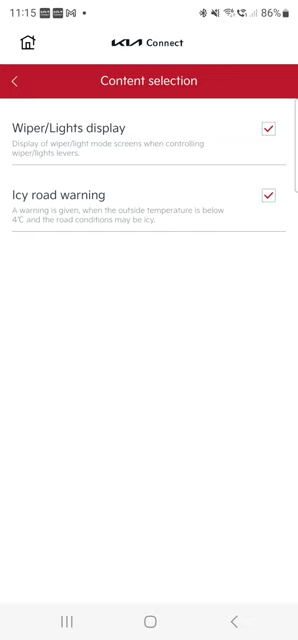 11:15 86%
KIA Connect
Content selection
Wiper/Lights display
Display of wiper/light mode screens when controlling
wiper/lights levers.
Icy road warning
A warning is given, when the outside temperature is below
4℃ and the road conditions may be icy.